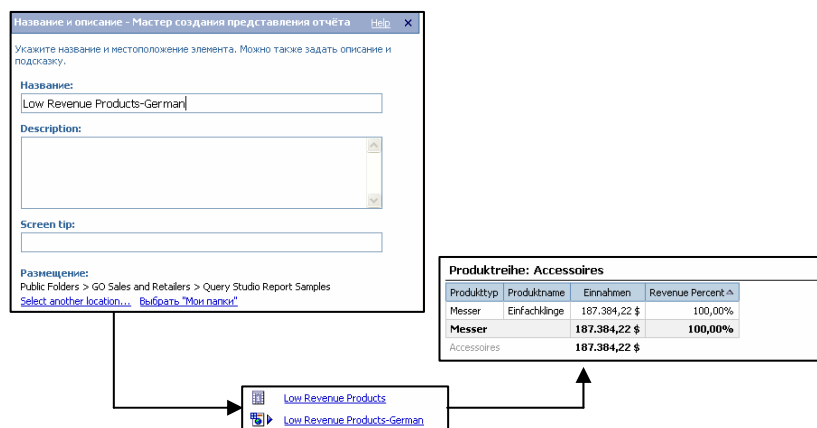 Название и описание - Мастер создания представления отчёта Help X
Укажите название и местоположение элемента. Можно также задать описание и
подсказку.
Название:
Low Revenue Products-German
Description:
Screen tip:
Размещение:
Public Folders > GO Sales and Retailers > Query Studio Report Samples
Select another location... Выбрать "Мои папки"
Produktreihe: Accessoires
Produkttyp Produktname Einnahmen Revenue Percent
Messer Einfachklinge 187.384,22 $ 100,00%
Messer 187.384,22 $ 100,00%
Accessoires 187.384,22 $
Low Revenue Products
Low Revenue Products-German